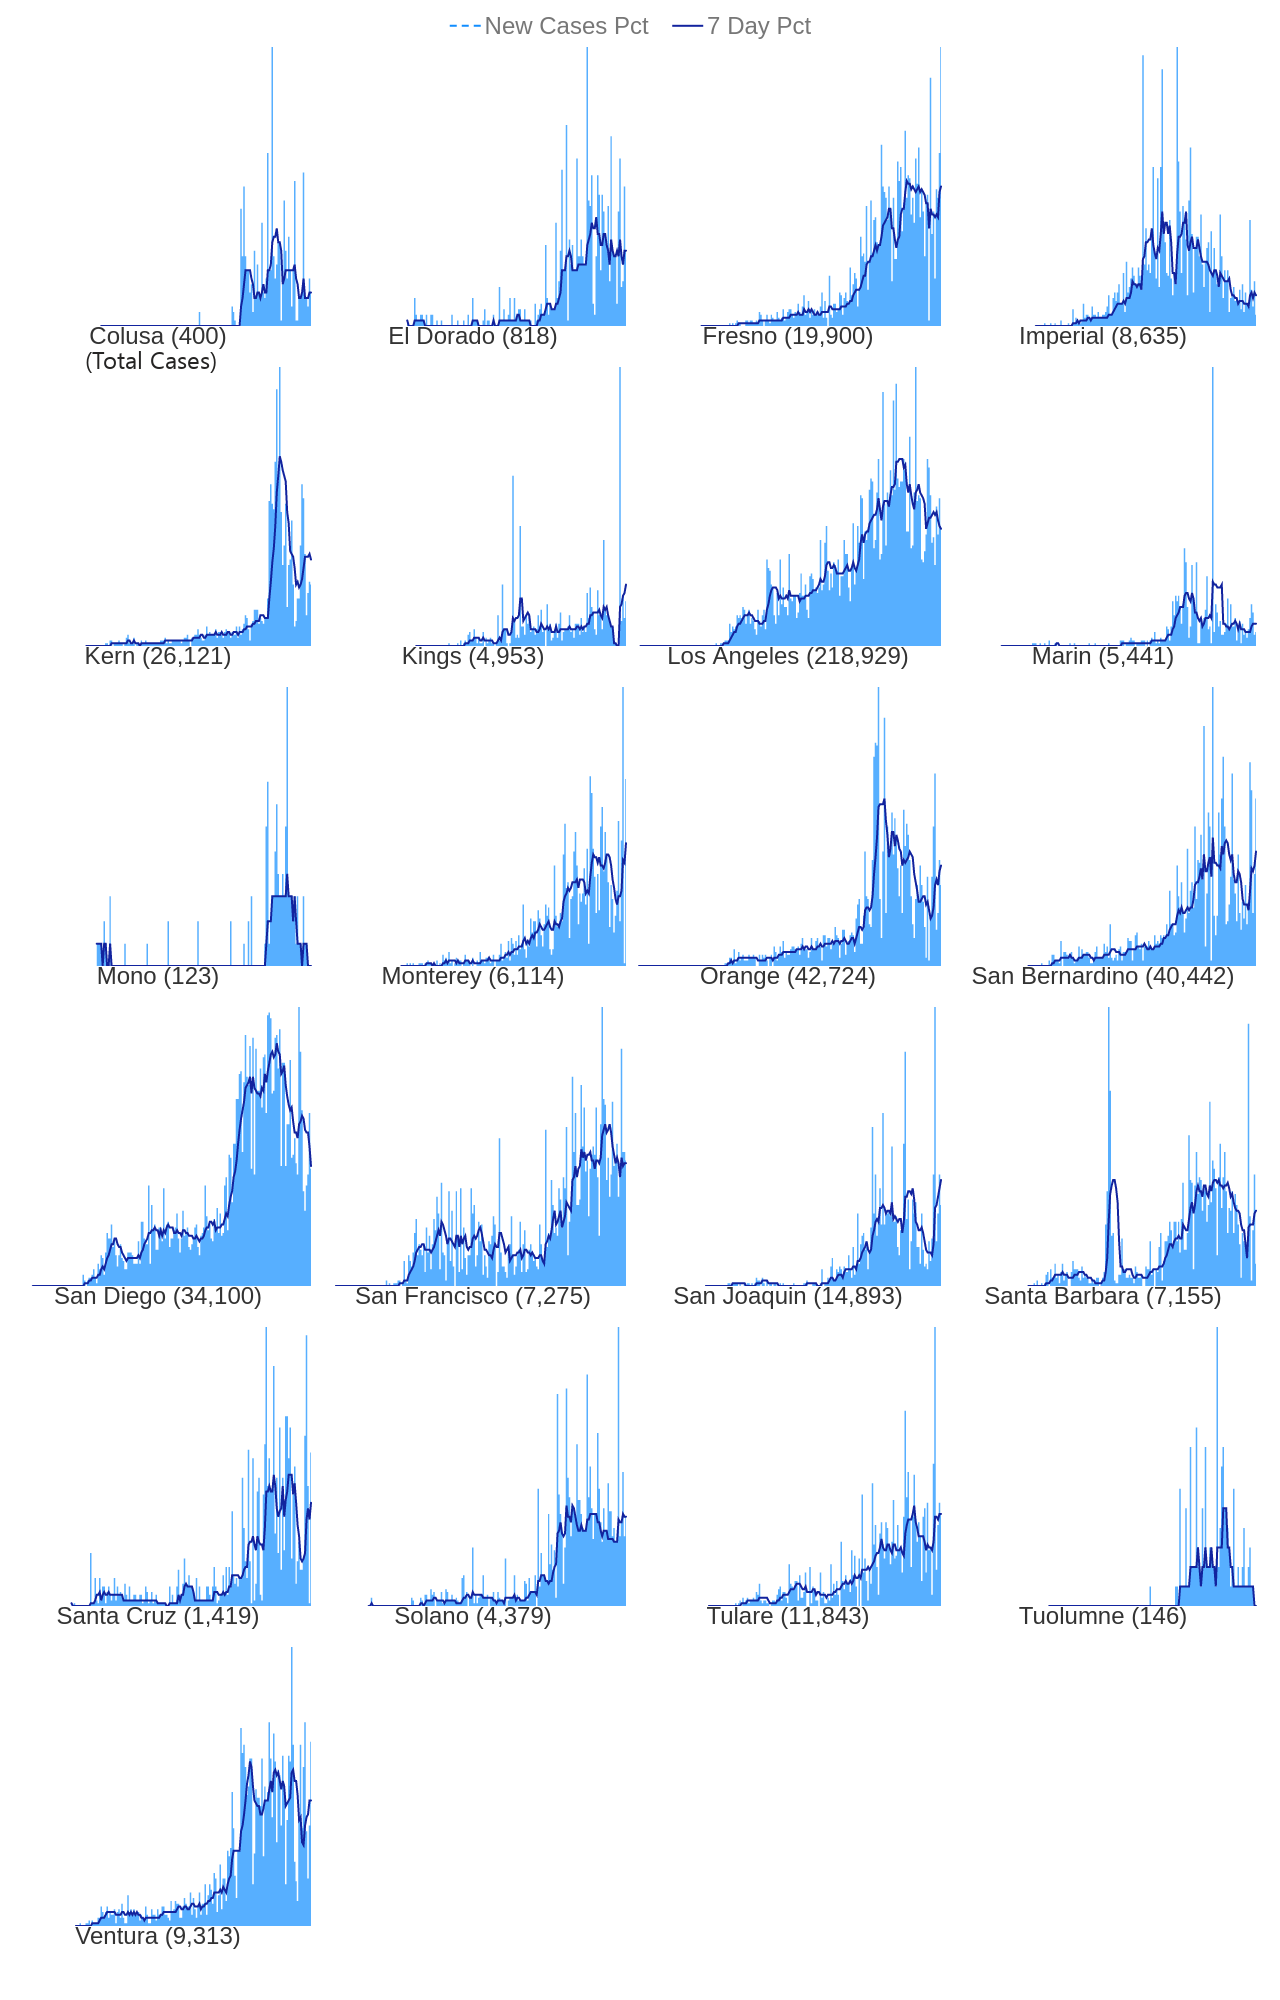 New Cases Pct 7 Day Pct
Colusa (400) El Dorado (818) Fresno (19,900) Imperial (8,635)
(Total Cases)
Kern (26,121) Kings (4,953) Los Angeles (218,929) Marin (5,441)
Mono (123) Monterey (6,114) Orange (42,724) San Bernardino (40,442)
San Diego (34,100) San Francisco (7,275) San Joaquin (14,893) Santa Barbara (7,155)
Santa Cruz (1,419) Solano (4,379) Tulare (11,843) Tuolumne (146)
Ventura (9,313)